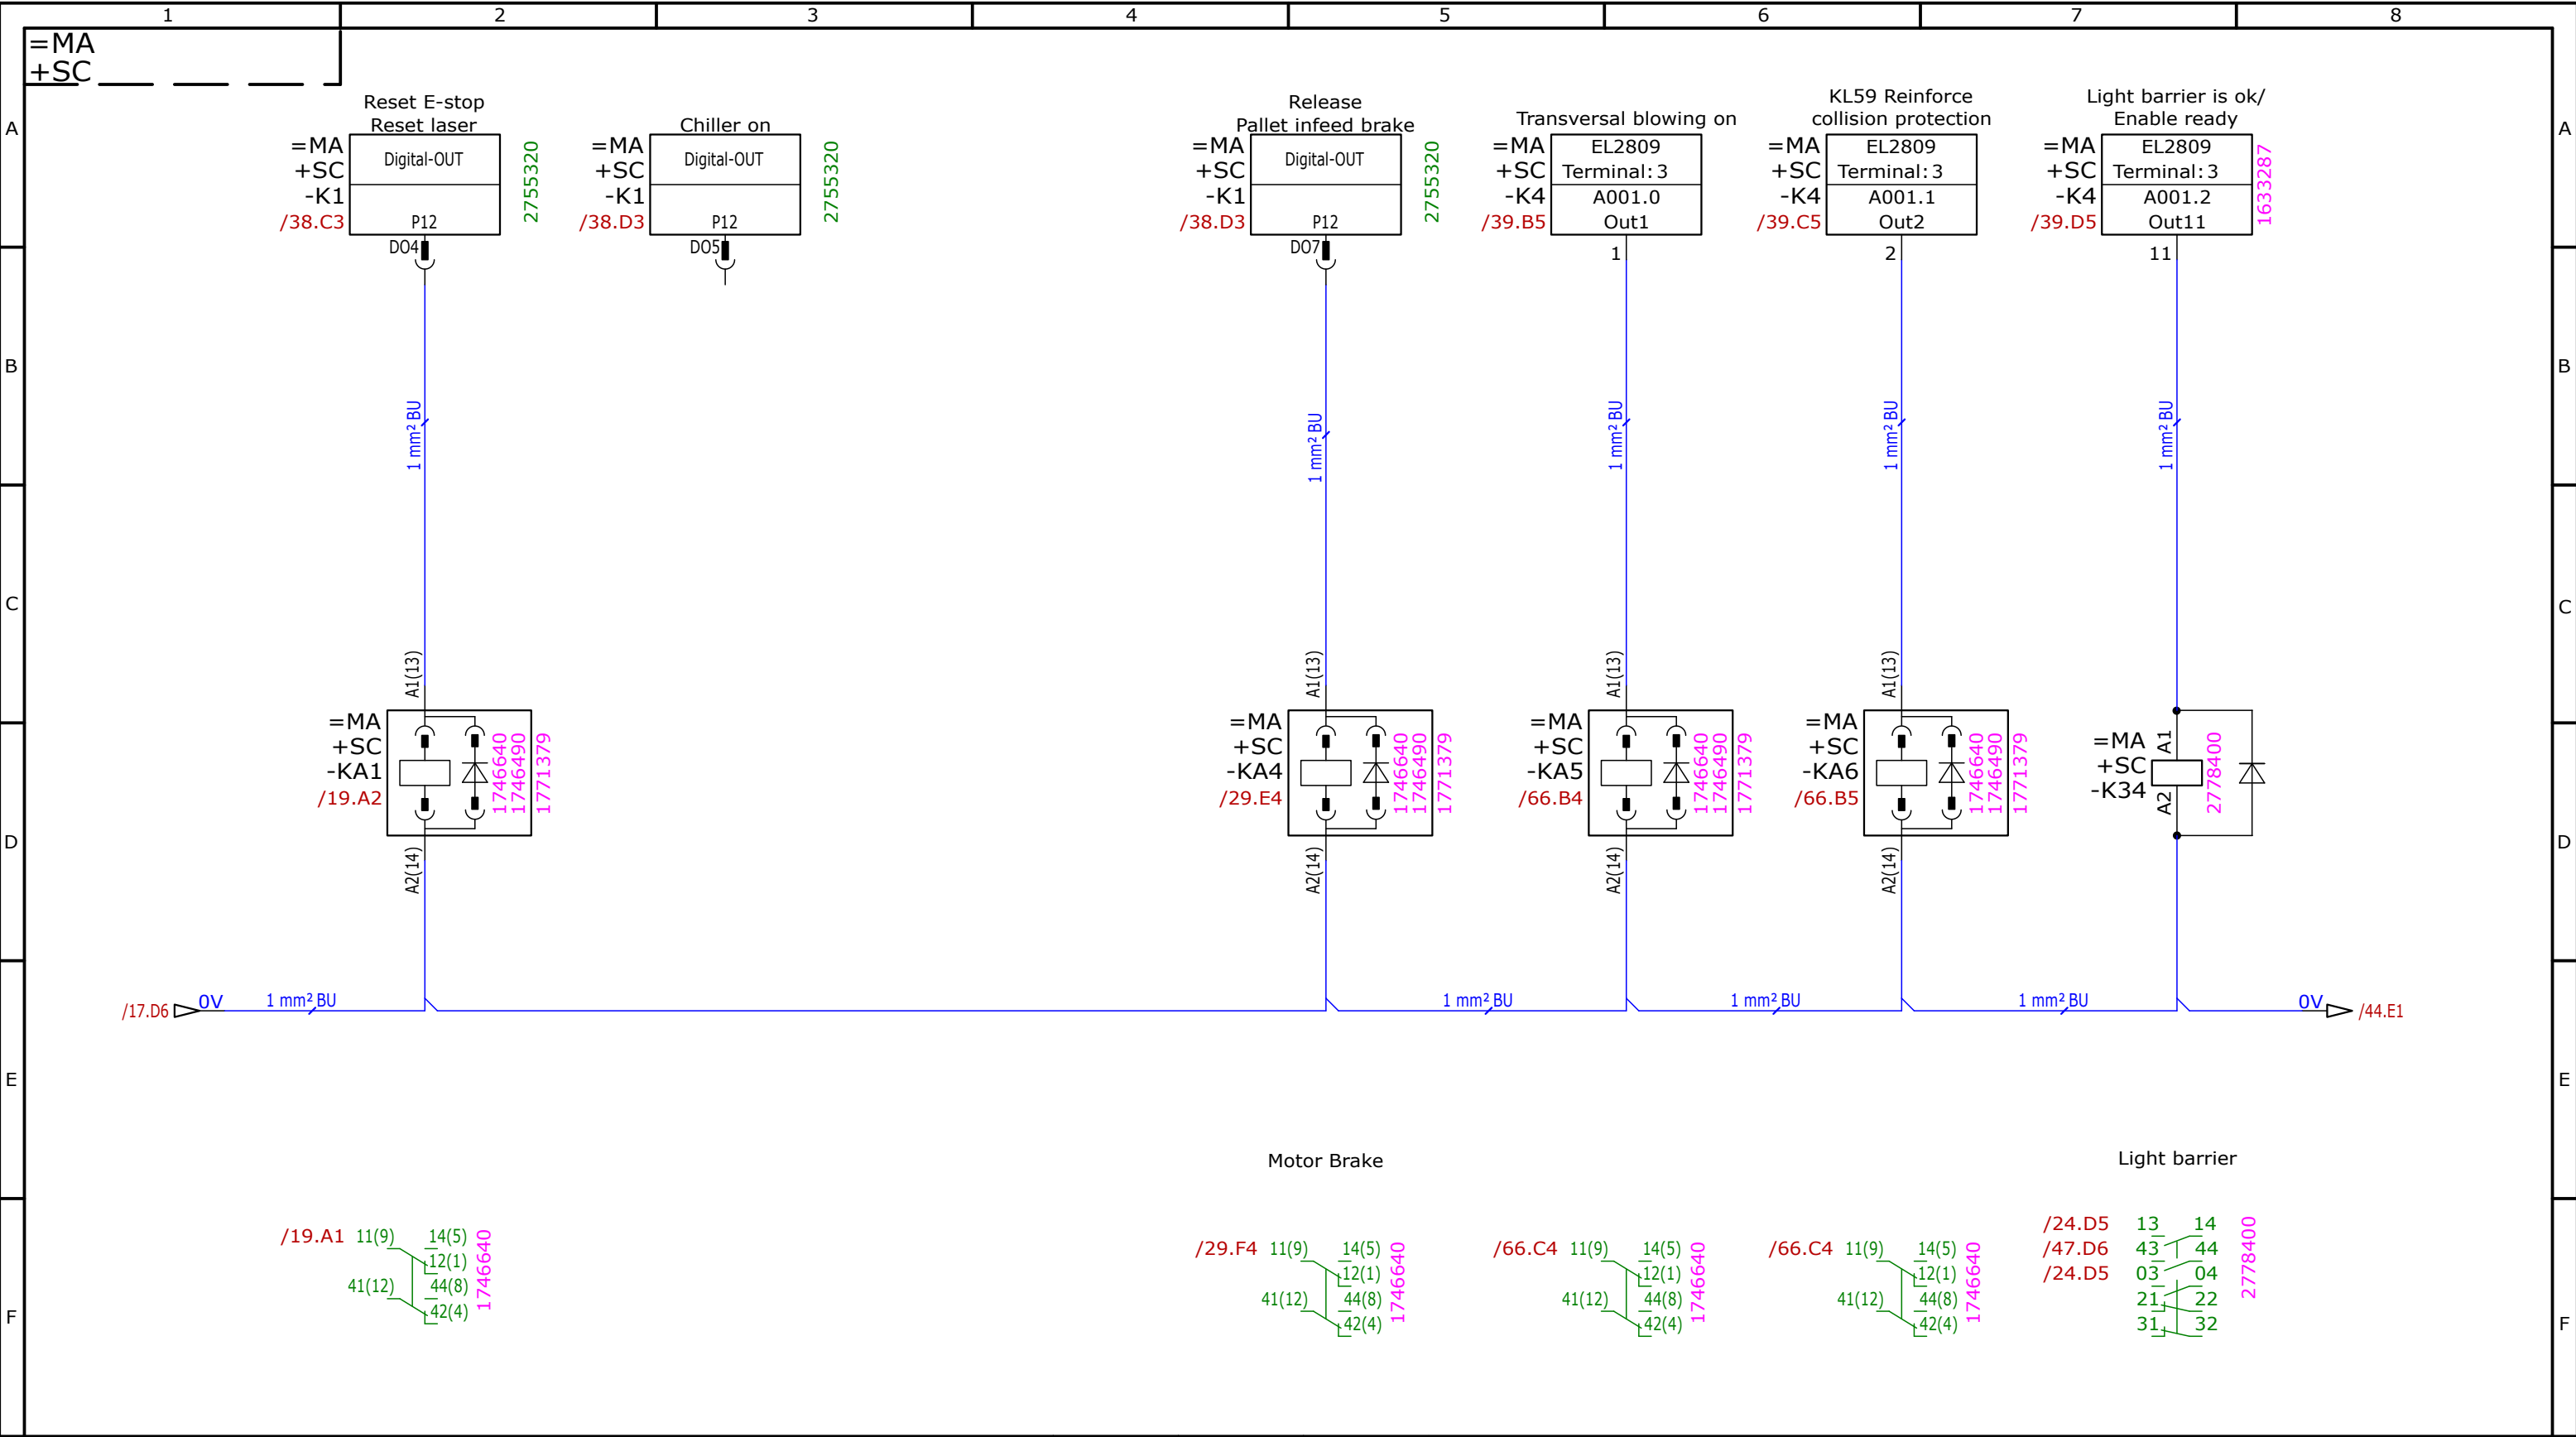 1 2 3 4 5 6 7 8
=MA
+SC
A
B
C
D
E
F
Reset E-stop
Reset laser
=MA
+SC
-K1
/38.C3
Digital-OUT
P12
DO4
2755320
Chiller on
=MA
+SC
-K1
/38.D3
Digital-OUT
P12
DO5
2755320
Release
Pallet infeed brake
=MA
+SC
-K1
/38.D3
Digital-OUT
P12
DO7
2755320
Transversal blowing on
=MA
+SC
-K4
/39.B5
EL2809
Terminal:3
A001.0
Out1
1
KL59 Reinforce
collision protection
=MA
+SC
-K4
/39.C5
EL2809
Terminal:3
A001.1
Out2
2
Light barrier is ok/
Enable ready
=MA
+SC
-K4
/39.D5
EL2809
Terminal:3
A001.2
Out11
11
1633287
1 mm² BU
1 mm² BU
1 mm² BU
1 mm² BU
1 mm² BU
A1(13)
=MA
+SC
-KA1
/19.A2
1746640
1746490
1771379
A2(14)
A1(13)
=MA
+SC
-KA4
/29.E4
1746640
1746490
1771379
A2(14)
A1(13)
=MA
+SC
-KA5
/66.B4
1746640
1746490
1771379
A2(14)
A1(13)
=MA
+SC
-KA6
/66.B5
1746640
1746490
1771379
A2(14)
=MA
+SC
-K34
A1
A2
2778400
/17.D6 0V 1 mm² BU 1 mm² BU 1 mm² BU 1 mm² BU 0V /44.E1
Motor Brake
Light barrier
/19.A1 11(9) 14(5)
12(1)
41(12) 44(8)
42(4)
1746640
/29.F4 11(9) 14(5)
12(1)
41(12) 44(8)
42(4)
1746640
/66.C4 11(9) 14(5)
12(1)
41(12) 44(8)
42(4)
1746640
/66.C4 11(9) 14(5)
12(1)
41(12) 44(8)
42(4)
1746640
/24.D5 13 14
/47.D6 43 44
/24.D5 03 04
21 22
31 32
2778400
A
B
C
D
E
F